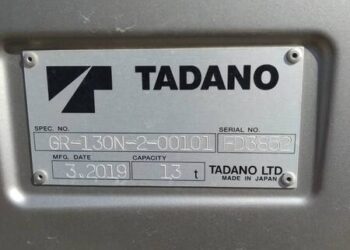 TADANO
SPEC. NO. SERIAL NO.
GR-130N-2-00101 FD3852
MFG. DATE CAPACITY
3.2019 13 t TADANO LTD.
MADE IN JAPAN